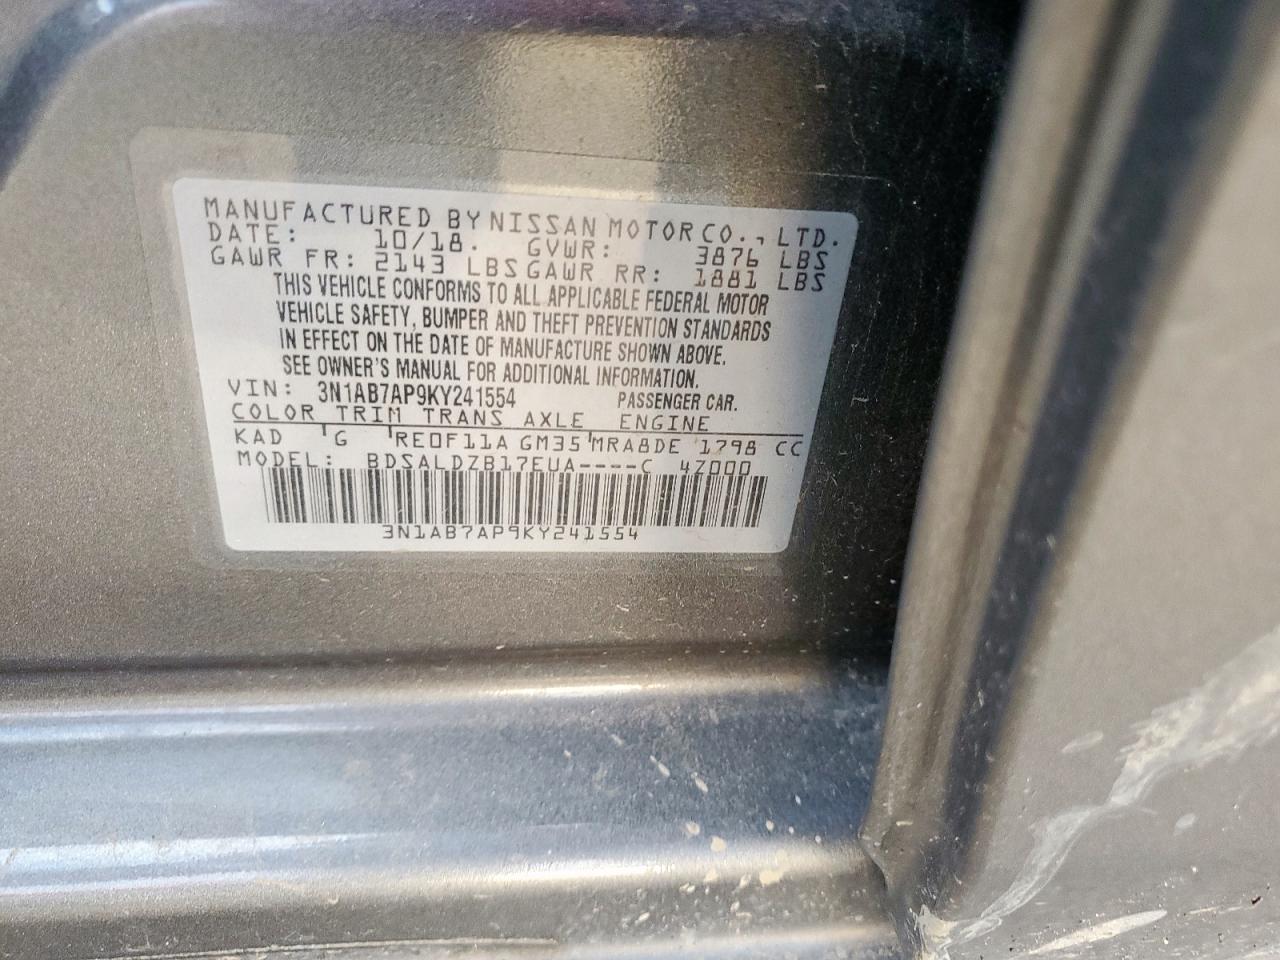 MANUFACTURED BY NISSAN MOTOR CO., LTD.
DATE: 10/18. GVWR: 3876 LBS
GAWR FR: 2143 LBS GAWR RR: 1881 LBS
THIS VEHICLE CONFORMS TO ALL APPLICABLE FEDERAL MOTOR
VEHICLE SAFETY, BUMPER AND THEFT PREVENTION STANDARDS
IN EFFECT ON THE DATE OF MANUFACTURE SHOWN ABOVE.
SEE OWNER'S MANUAL FOR ADDITIONAL INFORMATION.
VIN: 3N1AB7AP9KY241554 PASSENGER CAR.
COLOR TRIM TRANS AXLE ENGINE
KAD G RE0F11A GM35 MRA8DE 1798 CC
MODEL: BDSALDZB17EUA----C 4Z000
3N1AB7AP9KY241554